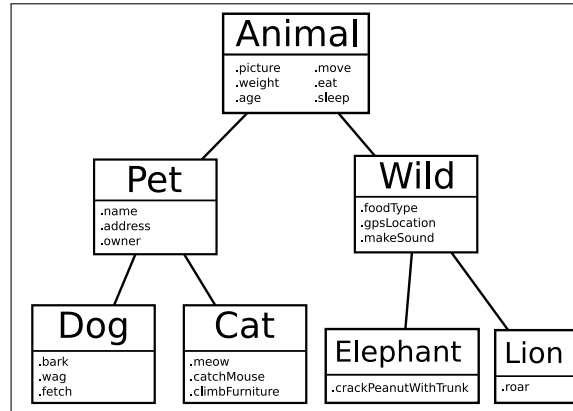 Animal
.picture .move
.weight .eat
.age .sleep
Pet
.name
.address
.owner
Wild
.foodType
.gpsLocation
.makeSound
Dog
.bark
.wag
.fetch
Cat
.meow
.catchMouse
.climbFurniture
Elephant
.crackPeanutWithTrunk
Lion
.roar